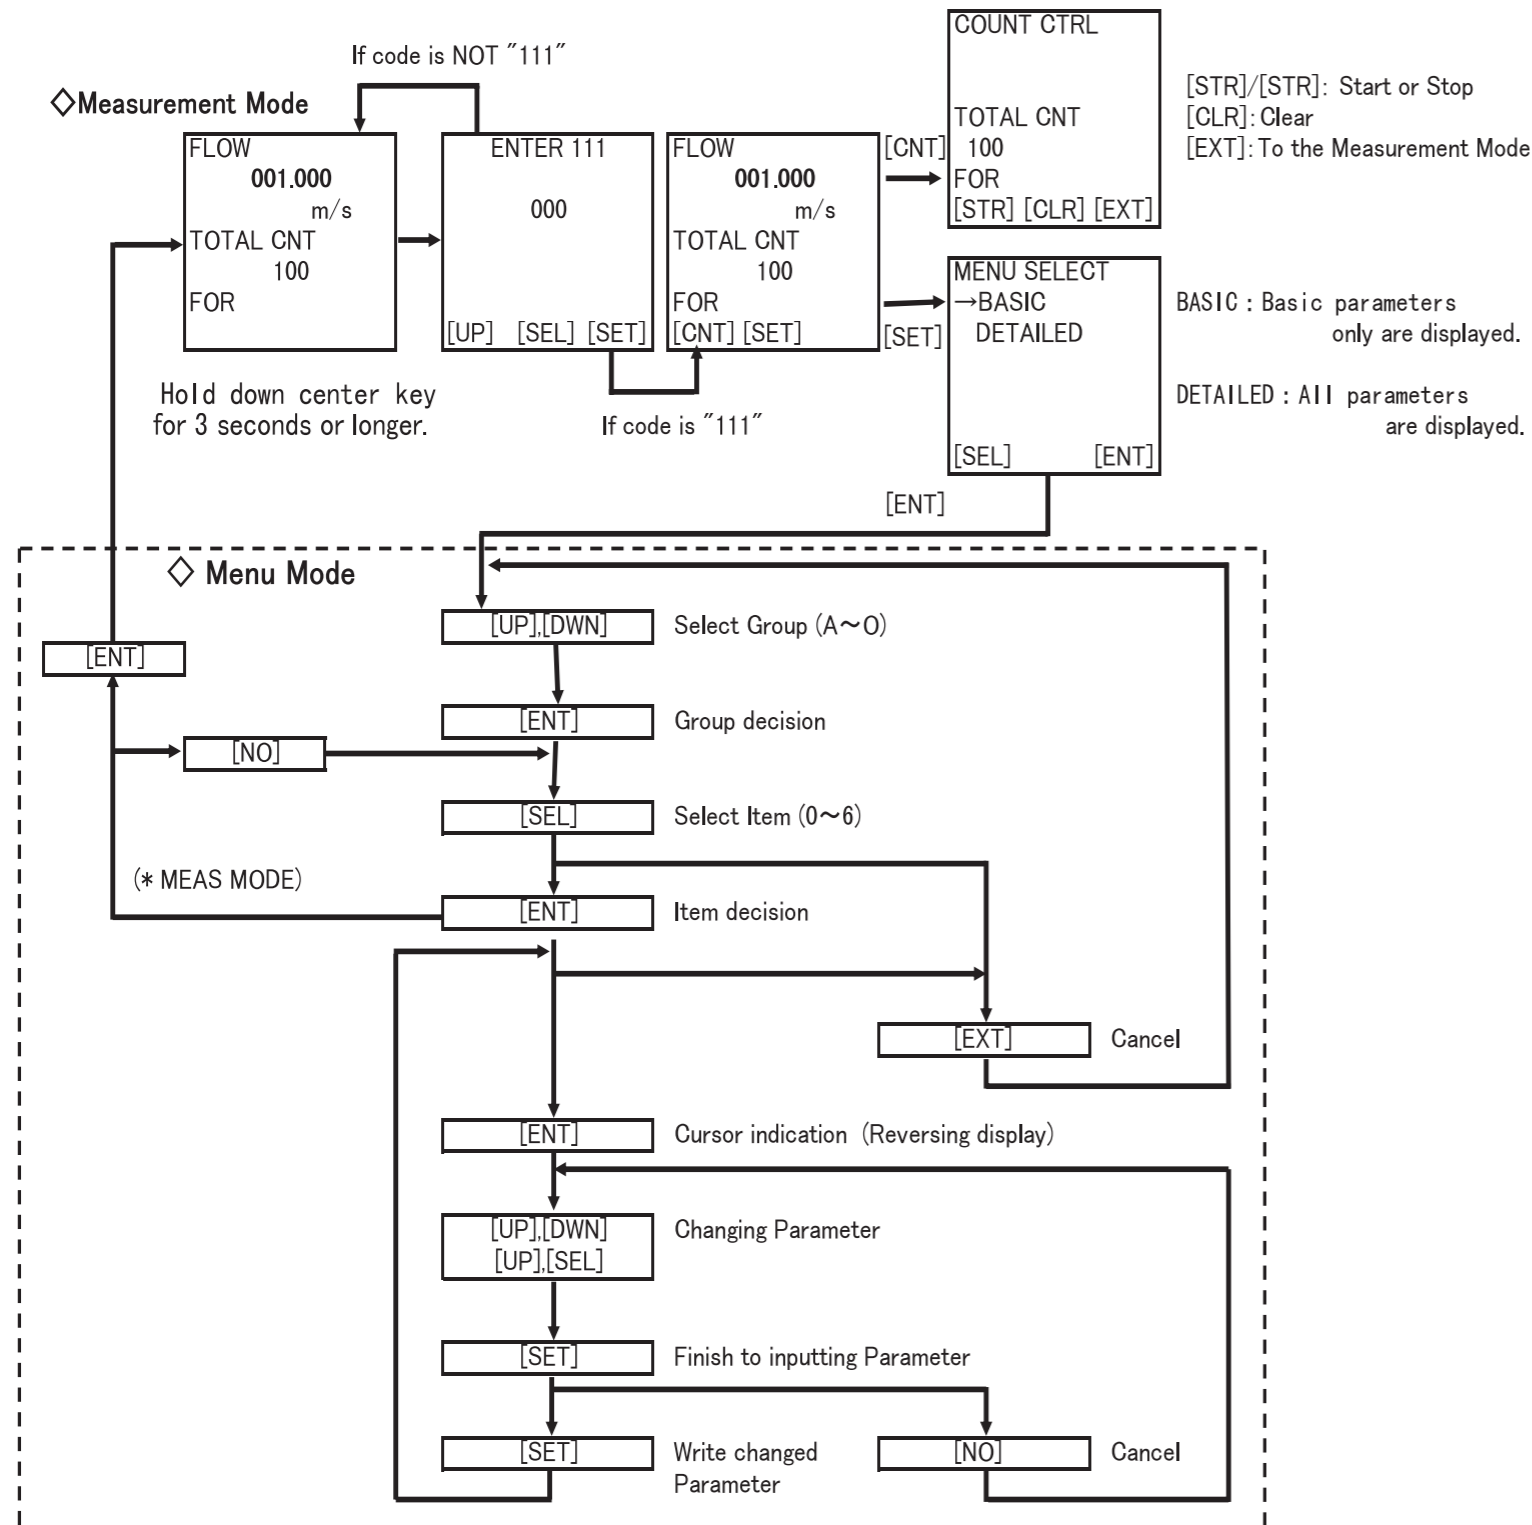 If code is NOT ″111″
◇Measurement Mode
FLOW
001.000
m/s
TOTAL CNT
100
FOR
Hold down center key
for 3 seconds or longer.
ENTER 111
000
[UP] [SEL] [SET]
If code is ″111″
FLOW
001.000
m/s
TOTAL CNT
100
FOR
[CNT] [SET]
[CNT]
[SET]
COUNT CTRL
TOTAL CNT
100
FOR
[STR] [CLR] [EXT]
[STR]/[STR]: Start or Stop
[CLR]: Clear
[EXT]: To the Measurement Mode
MENU SELECT
→BASIC
DETAILED
[SEL] [ENT]
BASIC : Basic parameters
only are displayed.
DETAILED : All parameters
are displayed.
[ENT]
◇ Menu Mode
[UP],[DWN] Select Group (A～O)
[ENT]
[ENT] Group decision
[NO]
[SEL] Select Item (0～6)
(* MEAS MODE)
[ENT] Item decision
[EXT] Cancel
[ENT] Cursor indication (Reversing display)
[UP],[DWN] Changing Parameter
[UP],[SEL]
[SET] Finish to inputting Parameter
[SET] Write changed
Parameter
[NO] Cancel